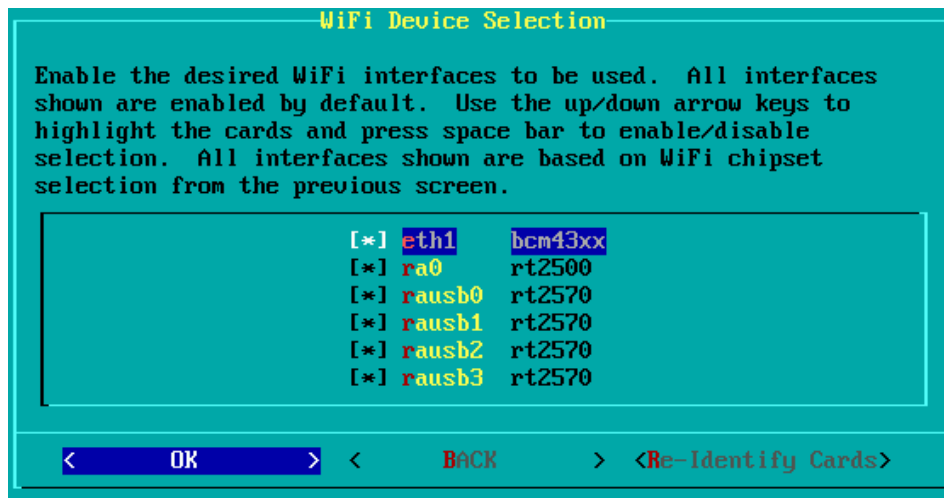 WiFi Device Selection
Enable the desired WiFi interfaces to be used.  All interfaces
shown are enabled by default.  Use the up/down arrow keys to
highlight the cards and press space bar to enable/disable
selection.  All interfaces shown are based on WiFi chipset
selection from the previous screen.
[*] eth1    bcm43xx
[*] ra0     rt2500
[*] rausb0  rt2570
[*] rausb1  rt2570
[*] rausb2  rt2570
[*] rausb3  rt2570
<       OK       > <      BACK      > <Re-Identify Cards>